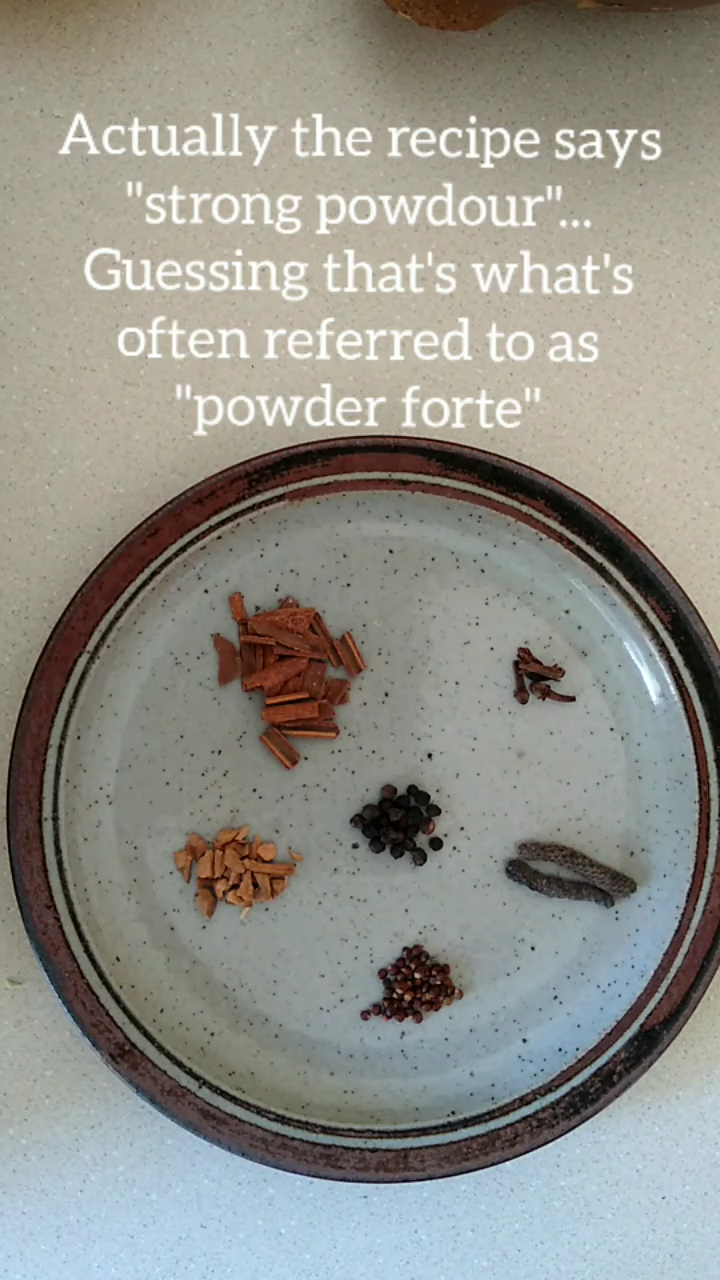 Actually the recipe says
"strong powdour"...
Guessing that's what's
often referred to as
"powder forte"